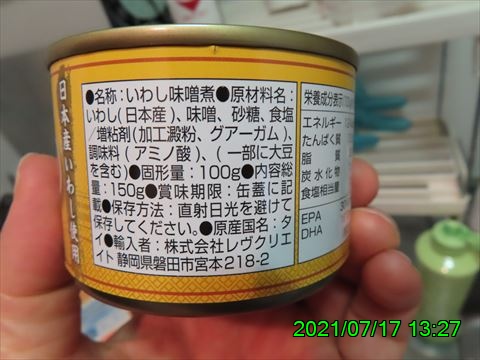 日本産いわし使用
●名称：いわし味噌煮●原材料名：
いわし(日本産)、味噌、砂糖、食塩
／増粘剤(加工澱粉、グアーガム)、
調味料(アミノ酸)、(一部に大豆
を含む)●固形量：100g●内容総
量：150g●賞味期限：缶蓋に記
載●保存方法：直射日光を避けて
保存してください。●原産国名：タ
イ●輸入者：株式会社レヴクリエ
イト 静岡県磐田市宮本218-2
栄養成分表示
エネルギー
たんぱく質
脂質
炭水化物
食塩相当量
EPA
DHA
2021/07/17 13:27